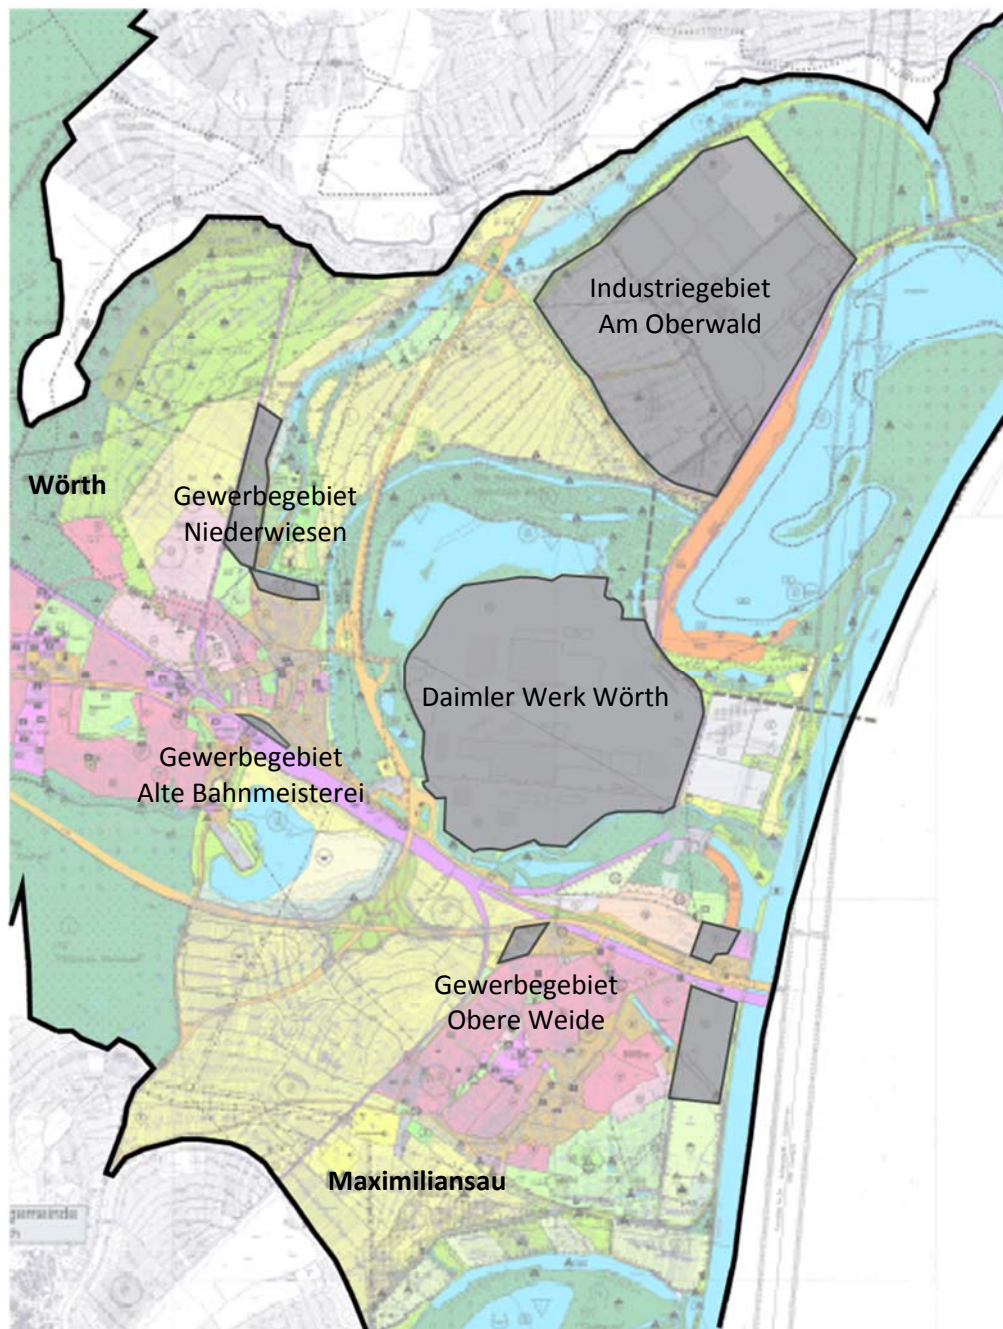 Industriegebiet
Am Oberwald
Wörth
Gewerbegebiet
Niederwiesen
Daimler Werk Wörth
Gewerbegebiet
Alte Bahnmeisterei
Gewerbegebiet
Obere Weide
Maximiliansau